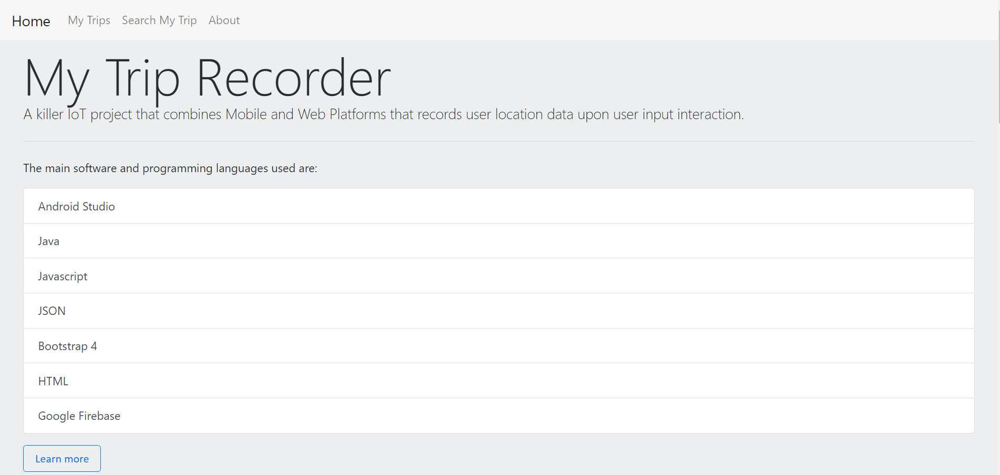 Home My Trips Search My Trip About
My Trip Recorder
A killer IoT project that combines Mobile and Web Platforms that records user location data upon user input interaction.
The main software and programming languages used are:
Android Studio
Java
Javascript
JSON
Bootstrap 4
HTML
Google Firebase
Learn more